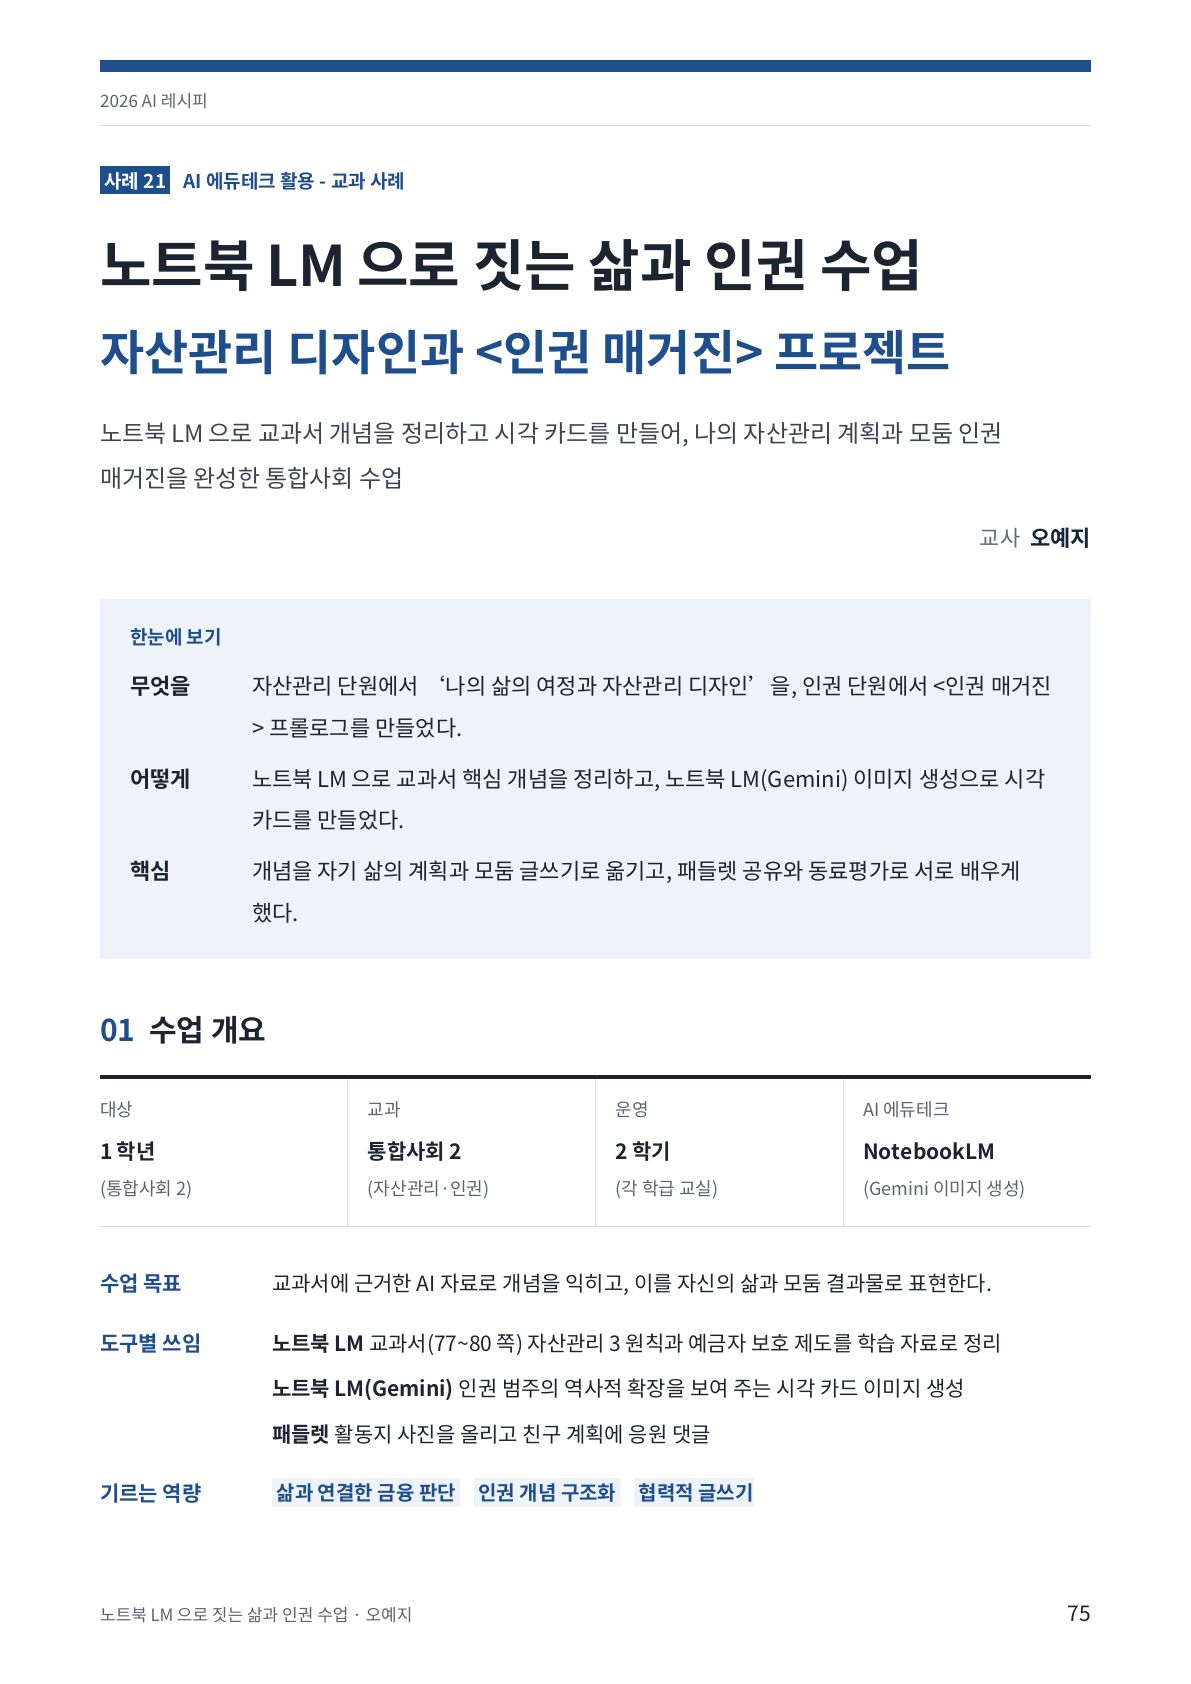 2026 AI 레시피
사례 21 AI 에듀테크 활용 - 교과 사례
노트북 LM 으로 짓는 삶과 인권 수업
자산관리 디자인과 <인권 매거진> 프로젝트
노트북 LM 으로 교과서 개념을 정리하고 시각 카드를 만들어, 나의 자산관리 계획과 모둠 인권
매거진을 완성한 통합사회 수업
교사 오예지
한눈에 보기
무엇을 자산관리 단원에서 ‘나의 삶의 여정과 자산관리 디자인’ 을, 인권 단원에서 <인권 매거진
> 프롤로그를 만들었다.
어떻게 노트북 LM 으로 교과서 핵심 개념을 정리하고, 노트북 LM(Gemini) 이미지 생성으로 시각
카드를 만들었다.
핵심 개념을 자기 삶의 계획과 모둠 글쓰기로 옮기고, 패들렛 공유와 동료평가로 서로 배우게
했다.
01 수업 개요
대상 교과 운영 AI 에듀테크
1 학년 통합사회 2 2 학기 NotebookLM
(통합사회 2) (자산관리·인권) (각 학급 교실) (Gemini 이미지 생성)
수업 목표 교과서에 근거한 AI 자료로 개념을 익히고, 이를 자신의 삶과 모둠 결과물로 표현한다.
도구별 쓰임 노트북 LM 교과서(77~80 쪽) 자산관리 3 원칙과 예금자 보호 제도를 학습 자료로 정리
노트북 LM(Gemini) 인권 범주의 역사적 확장을 보여 주는 시각 카드 이미지 생성
패들렛 활동지 사진을 올리고 친구 계획에 응원 댓글
기르는 역량 삶과 연결한 금융 판단 인권 개념 구조화 협력적 글쓰기
노트북 LM 으로 짓는 삶과 인권 수업 · 오예지 75